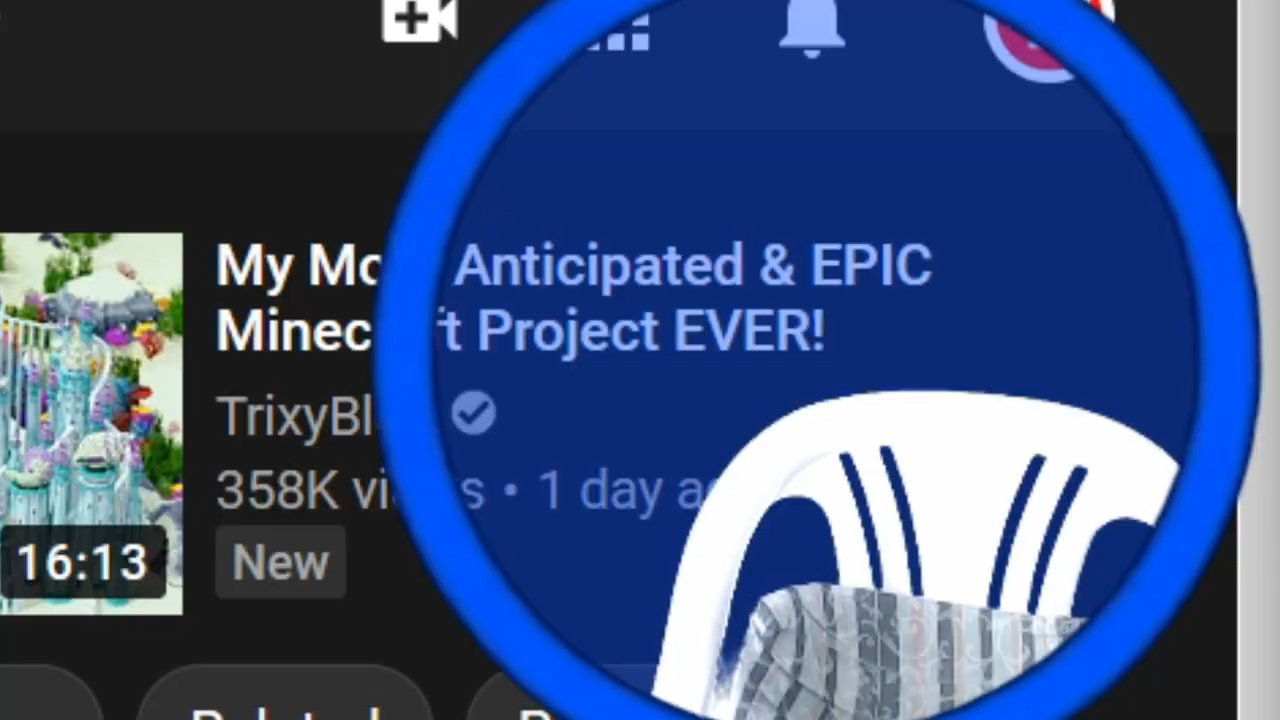 My Mo Anticipated & EPIC
Minec t Project EVER!
TrixyBl
358K vi s • 1 day a
16:13
New